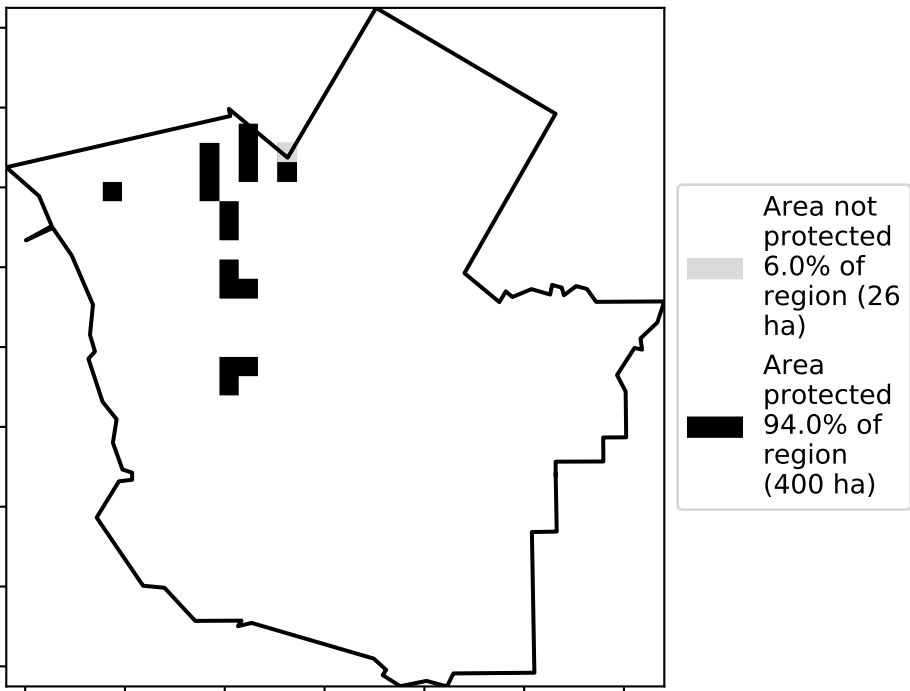 Area not
protected
6.0% of
region (26
ha)
Area
protected
94.0% of
region
(400 ha)